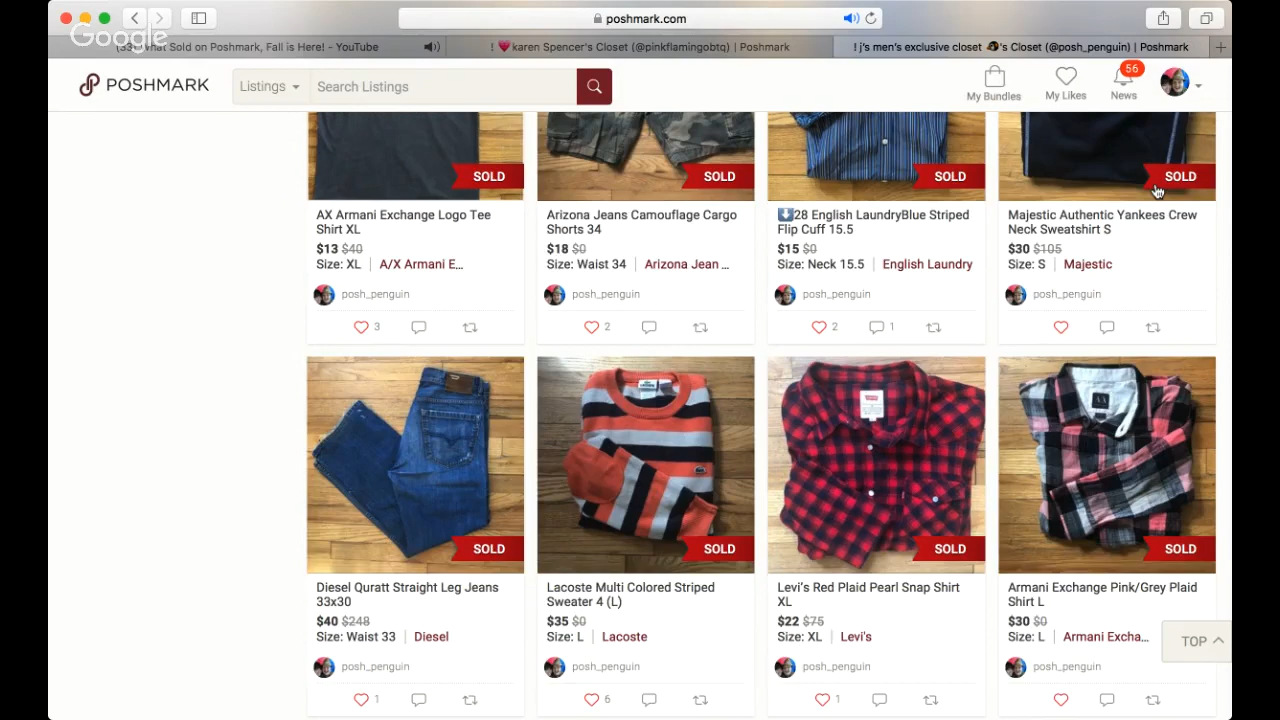 poshmark.com
Google
(33) What Sold on Poshmark, Fall is Here! - YouTube
! ❤karen Spencer's Closet (@pinkflamingobtq) | Poshmark
! j's men's exclusive closet 's Closet (@posh_penguin) | Poshmark
POSHMARK
Listings
Search Listings
My Bundles
My Likes
56
News
SOLD
SOLD
SOLD
SOLD
AX Armani Exchange Logo Tee
Shirt XL
$13 $40
Size: XL | A/X Armani E...
posh_penguin
3
Arizona Jeans Camouflage Cargo
Shorts 34
$18 $0
Size: Waist 34 | Arizona Jean ...
posh_penguin
2
⬇28 English LaundryBlue Striped
Flip Cuff 15.5
$15 $0
Size: Neck 15.5 | English Laundry
posh_penguin
2 1
Majestic Authentic Yankees Crew
Neck Sweatshirt S
$30 $105
Size: S | Majestic
posh_penguin
SOLD
SOLD
SOLD
SOLD
Diesel Quratt Straight Leg Jeans
33x30
$40 $248
Size: Waist 33 | Diesel
posh_penguin
1
Lacoste Multi Colored Striped
Sweater 4 (L)
$35 $0
Size: L | Lacoste
posh_penguin
6
Levi's Red Plaid Pearl Snap Shirt
XL
$22 $75
Size: XL | Levi's
posh_penguin
1
Armani Exchange Pink/Grey Plaid
Shirt L
$30 $0
Size: L | Armani Excha...
posh_penguin
TOP